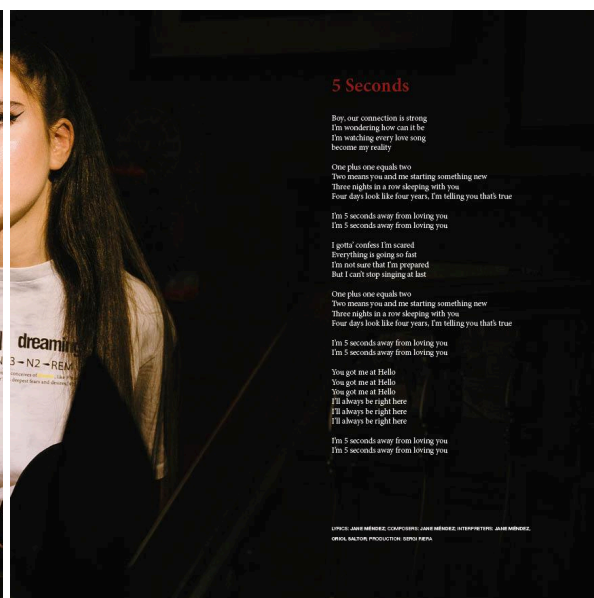 5 Seconds
Boy, our connection is strong
I'm wondering how can it be
I'm watching every love song
become my reality
One plus one equals two
Two means you and me starting something new
Three nights in a row sleeping with you
Four days look like four years, I'm telling you that's true
I'm 5 seconds away from loving you
I'm 5 seconds away from loving you
I gotta' confess I'm scared
Everything is going so fast
I'm not sure that I'm prepared
But I can't stop singing at last
One plus one equals two
Two means you and me starting something new
Three nights in a row sleeping with you
Four days look like four years, I'm telling you that's true
I'm 5 seconds away from loving you
I'm 5 seconds away from loving you
You got me at Hello
You got me at Hello
You got me at Hello
I'll always be right here
I'll always be right here
I'll always be right here
I'm 5 seconds away from loving you
I'm 5 seconds away from loving you
LYRICS: JANE MÉNDEZ; COMPOSERS: JANE MÉNDEZ; INTERPRETERS: JANE MÉNDEZ,
ORIOL SALTOR; PRODUCTION: SERGI RIERA
dreaming
3→N2→REM